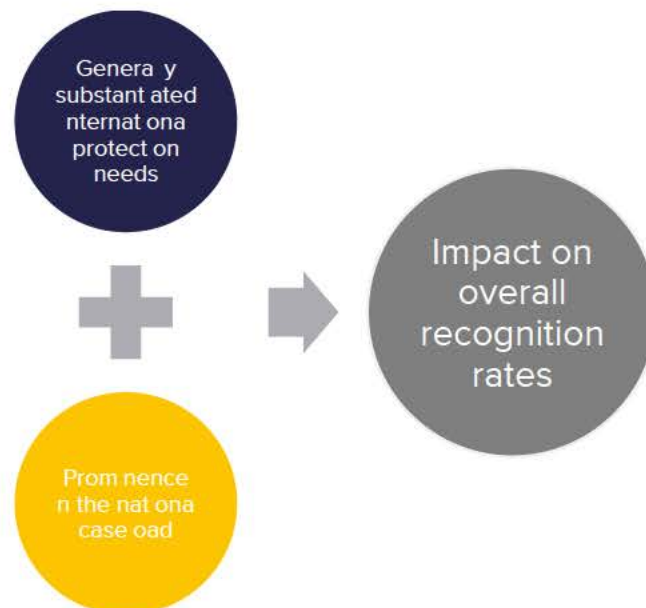 Genera y
substant ated
nternat ona
protect on
needs
Prom nence
n the nat ona
case oad
Impact on
overall
recognition
rates